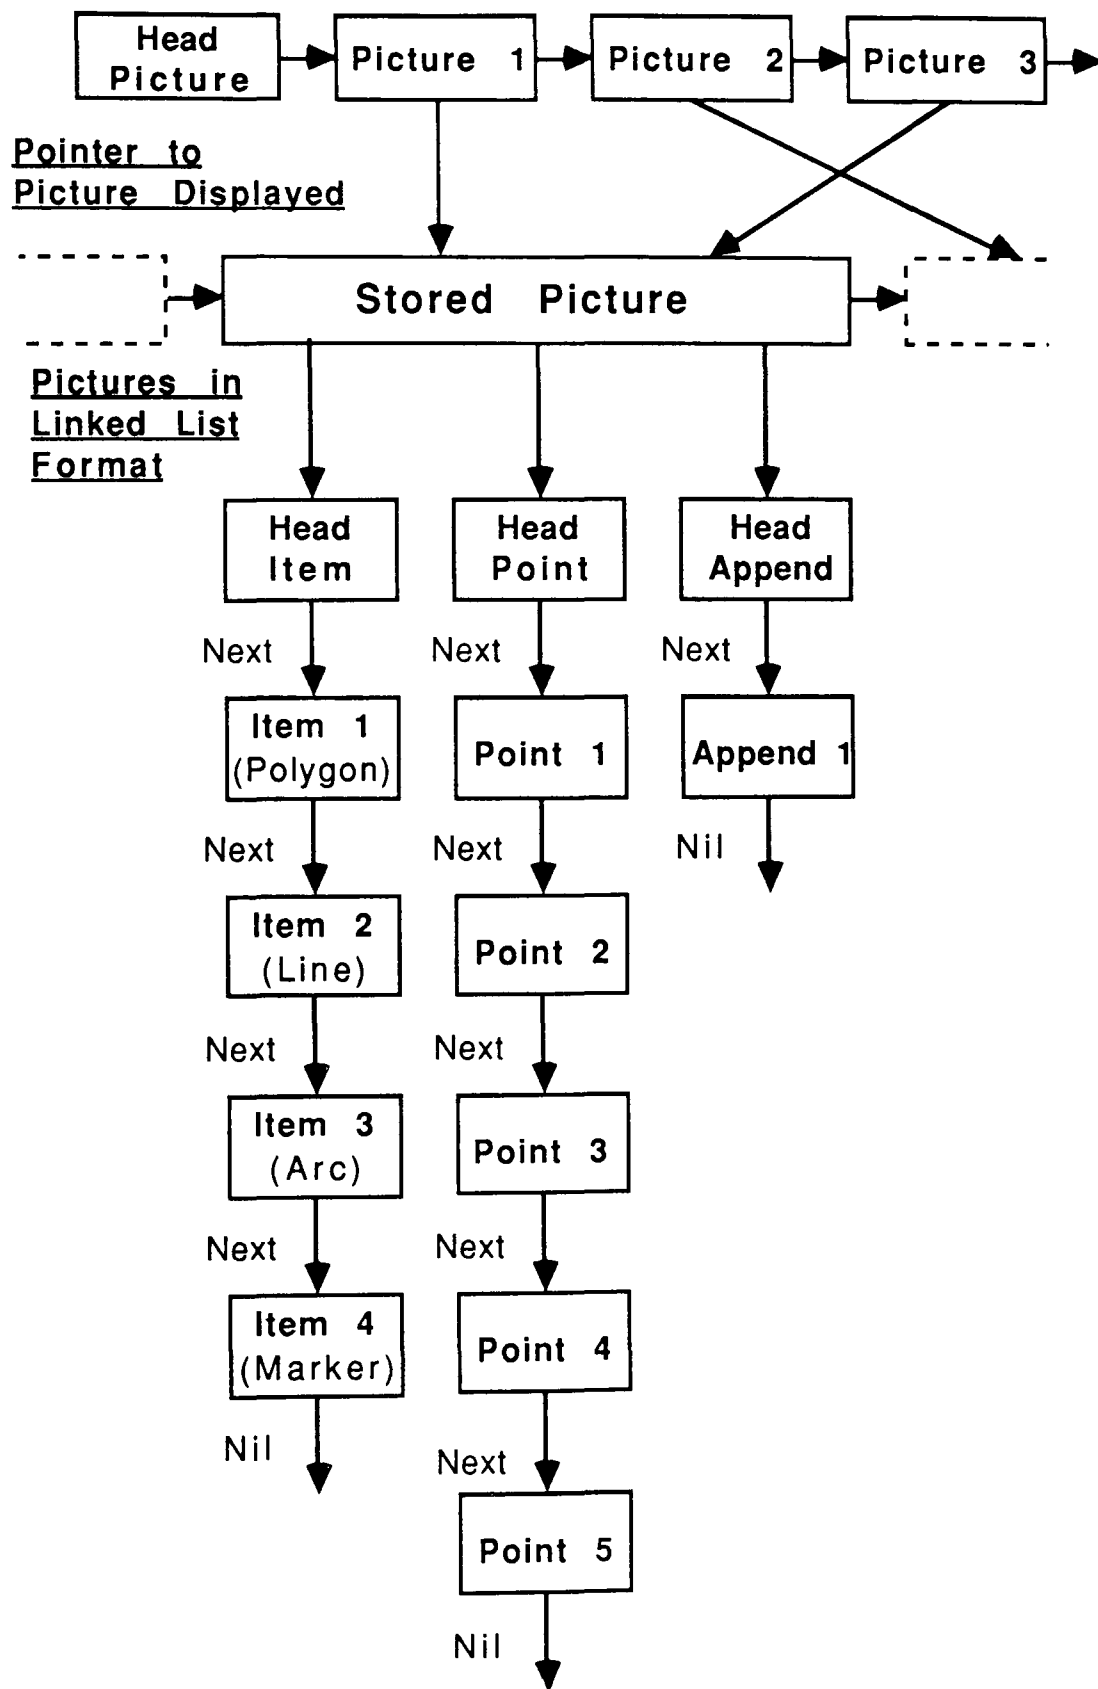 Head
Picture
Picture 1
Picture 2
Picture 3
Pointer to
Picture Displayed
Stored Picture
Pictures in
Linked List
Format
Head
Item
Head
Point
Head
Append
Next
Next
Next
Item 1
(Polygon)
Point 1
Append 1
Next
Next
Nil
Item 2
(Line)
Point 2
Next
Next
Item 3
(Arc)
Point 3
Next
Next
Item 4
(Marker)
Point 4
Nil
Next
Point 5
Nil